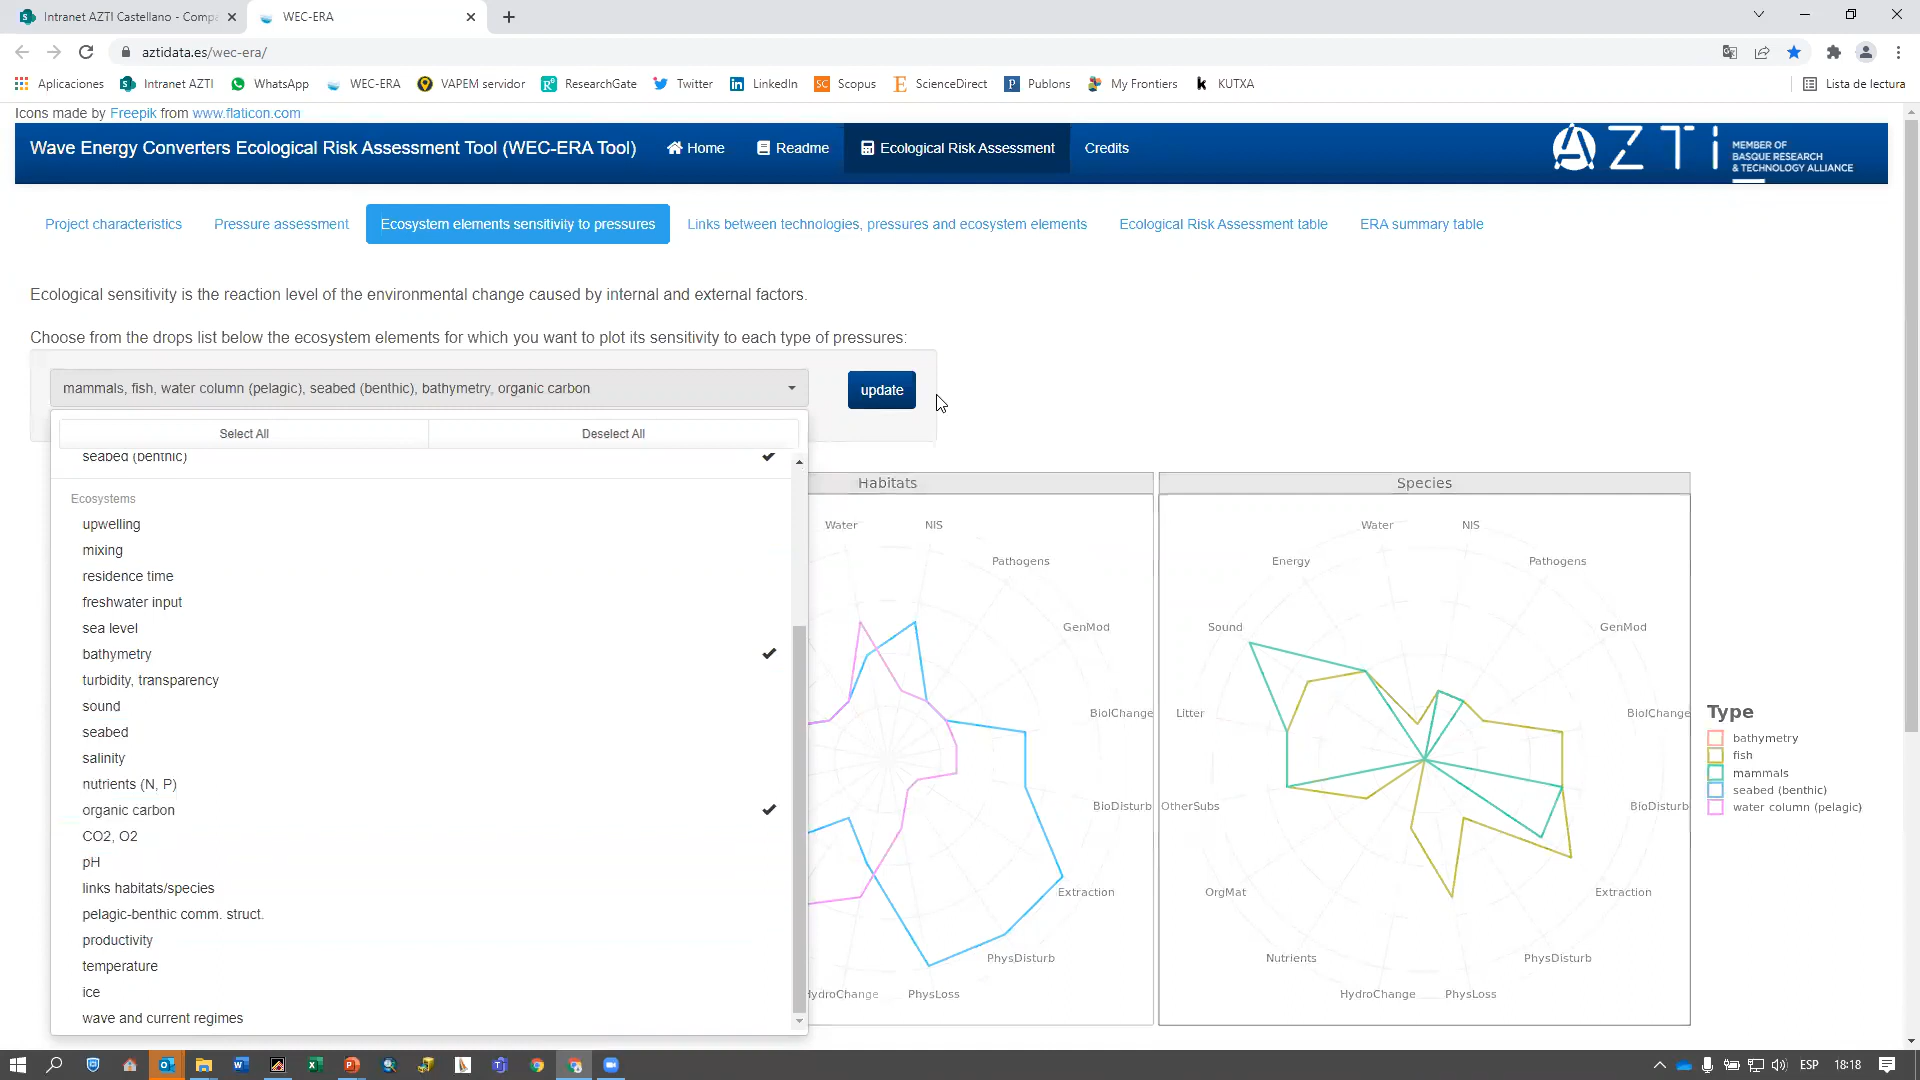 Intranet AZTI Castellano - Comp
WEC-ERA
aztidata.es/wec-era/
Aplicaciones
Intranet AZTI
WhatsApp
WEC-ERA
VAPEM servidor
ResearchGate
Twitter
LinkedIn
SC Scopus
ScienceDirect
P Publons
My Frontiers
k KUTXA
Lista de lectura
Icons made by Freepik from www.flaticon.com
Wave Energy Converters Ecological Risk Assessment Tool (WEC-ERA Tool)
Home
Readme
Ecological Risk Assessment
Credits
AZTi
MEMBER OF
BASQUE RESEARCH
& TECHNOLOGY ALLIANCE
Project characteristics
Pressure assessment
Ecosystem elements sensitivity to pressures
Links between technologies, pressures and ecosystem elements
Ecological Risk Assessment table
ERA summary table
Ecological sensitivity is the reaction level of the environmental change caused by internal and external factors.
Choose from the drops list below the ecosystem elements for which you want to plot its sensitivity to each type of pressures:
mammals, fish, water column (pelagic), seabed (benthic), bathymetry, organic carbon
update
Select All
Deselect All
seabed (benthic)
Ecosystems
upwelling
mixing
residence time
freshwater input
sea level
bathymetry
turbidity, transparency
sound
seabed
salinity
nutrients (N, P)
organic carbon
CO2, O2
pH
links habitats/species
pelagic-benthic comm. struct.
productivity
temperature
ice
wave and current regimes
Habitats
Water
NIS
Pathogens
GenMod
BiolChange
BioDisturb
Extraction
PhysDisturb
PhysLoss
HydroChange
Species
Water
NIS
Pathogens
GenMod
BiolChange
BioDisturb
Extraction
PhysDisturb
PhysLoss
HydroChange
Nutrients
OrgMat
OtherSubs
Litter
Sound
Energy
Type
bathymetry
fish
mammals
seabed (benthic)
water column (pelagic)
ESP
18:18